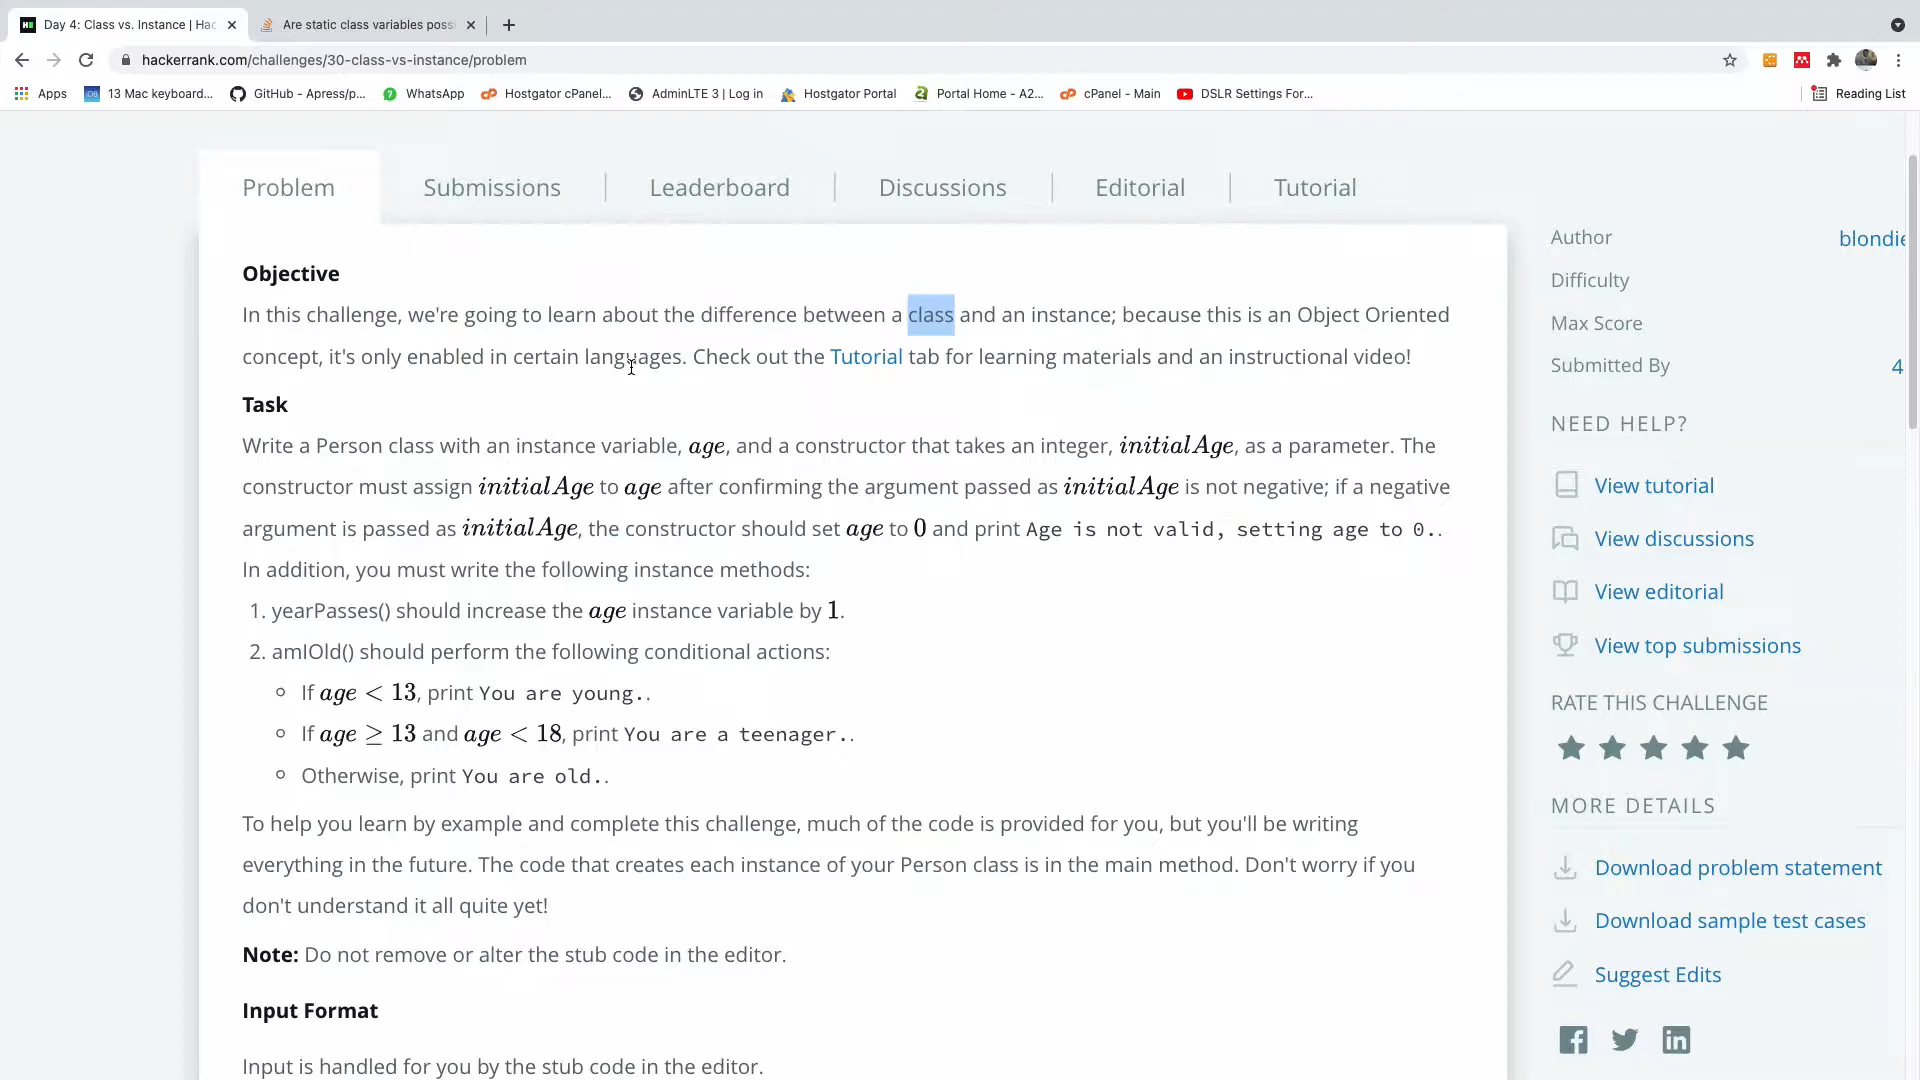 Day 4: Class vs. Instance | Hac
Are static class variables poss
hackerrank.com/challenges/30-class-vs-instance/problem
Apps 13 Mac keyboard... GitHub - Apress/p... WhatsApp Hostgator cPanel... AdminLTE 3 | Log in Hostgator Portal Portal Home - A2... cPanel - Main DSLR Settings For... Reading List
Problem Submissions Leaderboard Discussions Editorial Tutorial
Objective
In this challenge, we're going to learn about the difference between a class and an instance; because this is an Object Oriented
concept, it's only enabled in certain languages. Check out the Tutorial tab for learning materials and an instructional video!
Task
Write a Person class with an instance variable, age, and a constructor that takes an integer, initialAge, as a parameter. The
constructor must assign initialAge to age after confirming the argument passed as initialAge is not negative; if a negative
argument is passed as initialAge, the constructor should set age to 0 and print Age is not valid, setting age to 0..
In addition, you must write the following instance methods:
1. yearPasses() should increase the age instance variable by 1.
2. amIOld() should perform the following conditional actions:
If age < 13, print You are young..
If age ≥ 13 and age < 18, print You are a teenager..
Otherwise, print You are old..
To help you learn by example and complete this challenge, much of the code is provided for you, but you'll be writing
everything in the future. The code that creates each instance of your Person class is in the main method. Don't worry if you
don't understand it all quite yet!
Note: Do not remove or alter the stub code in the editor.
Input Format
Input is handled for you by the stub code in the editor.
Author blondie
Difficulty
Max Score
Submitted By 4
NEED HELP?
View tutorial
View discussions
View editorial
View top submissions
RATE THIS CHALLENGE
MORE DETAILS
Download problem statement
Download sample test cases
Suggest Edits